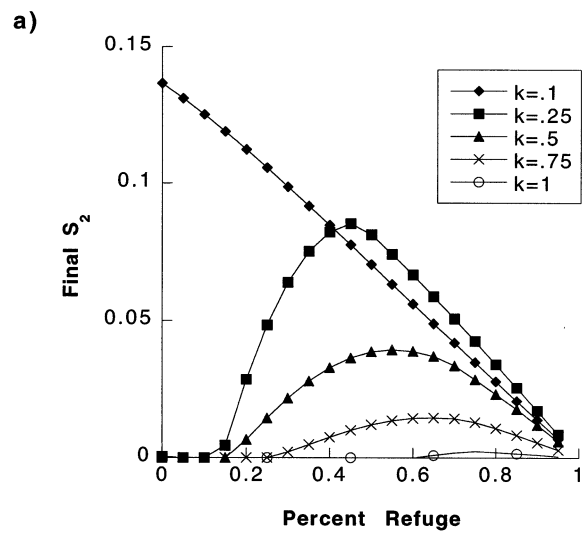 a)
0.15
0.1
0.05
0
Final S₂
k=.1
k=.25
k=.5
k=.75
k=1
0 0.2 0.4 0.6 0.8 1
Percent Refuge